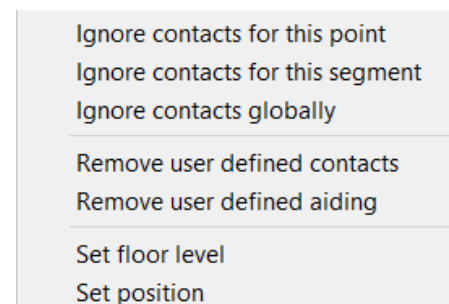 Ignore contacts for this point
Ignore contacts for this segment
Ignore contacts globally
Remove user defined contacts
Remove user defined aiding
Set floor level
Set position